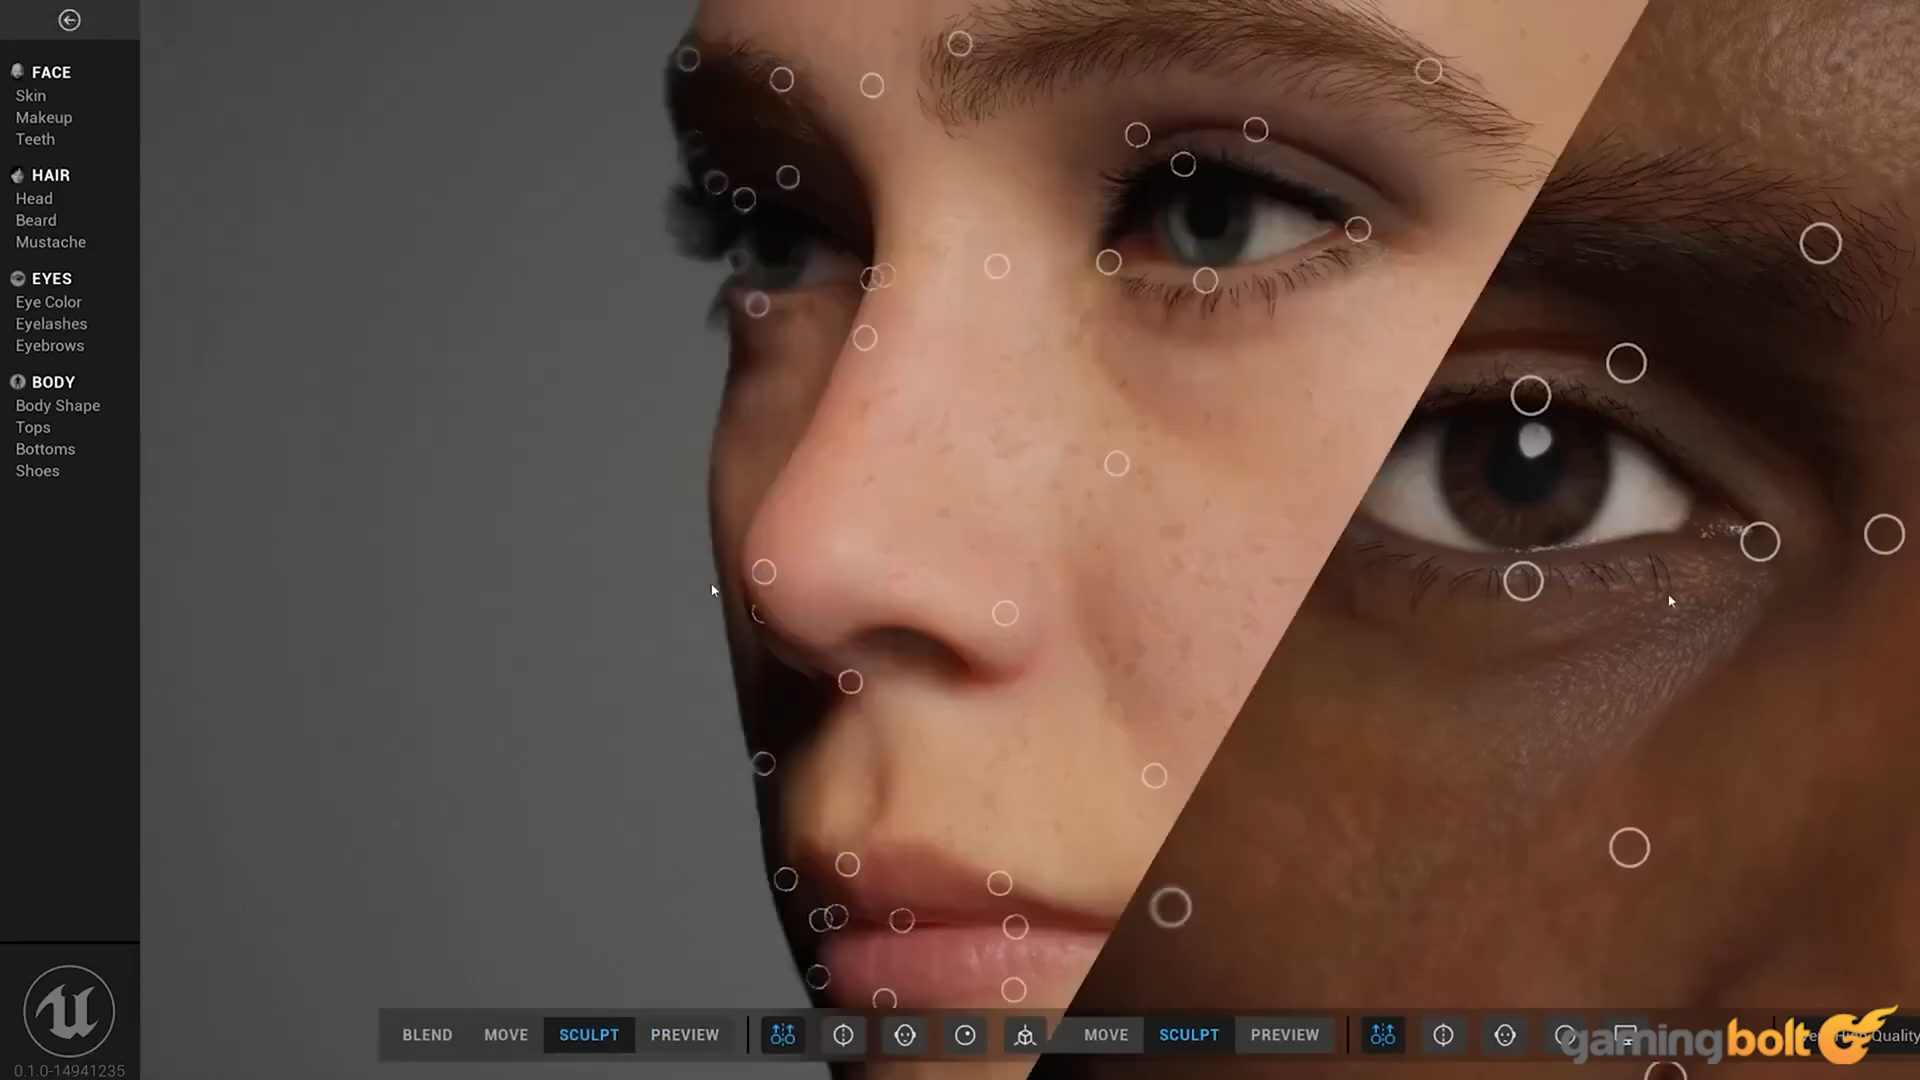 FACE
Skin
Makeup
Teeth
HAIR
Head
Beard
Mustache
EYES
Eye Color
Eyelashes
Eyebrows
BODY
Body Shape
Tops
Bottoms
Shoes
BLEND MOVE SCULPT PREVIEW MOVE SCULPT PREVIEW Quality
gamingbolt
0.1.0-14941235